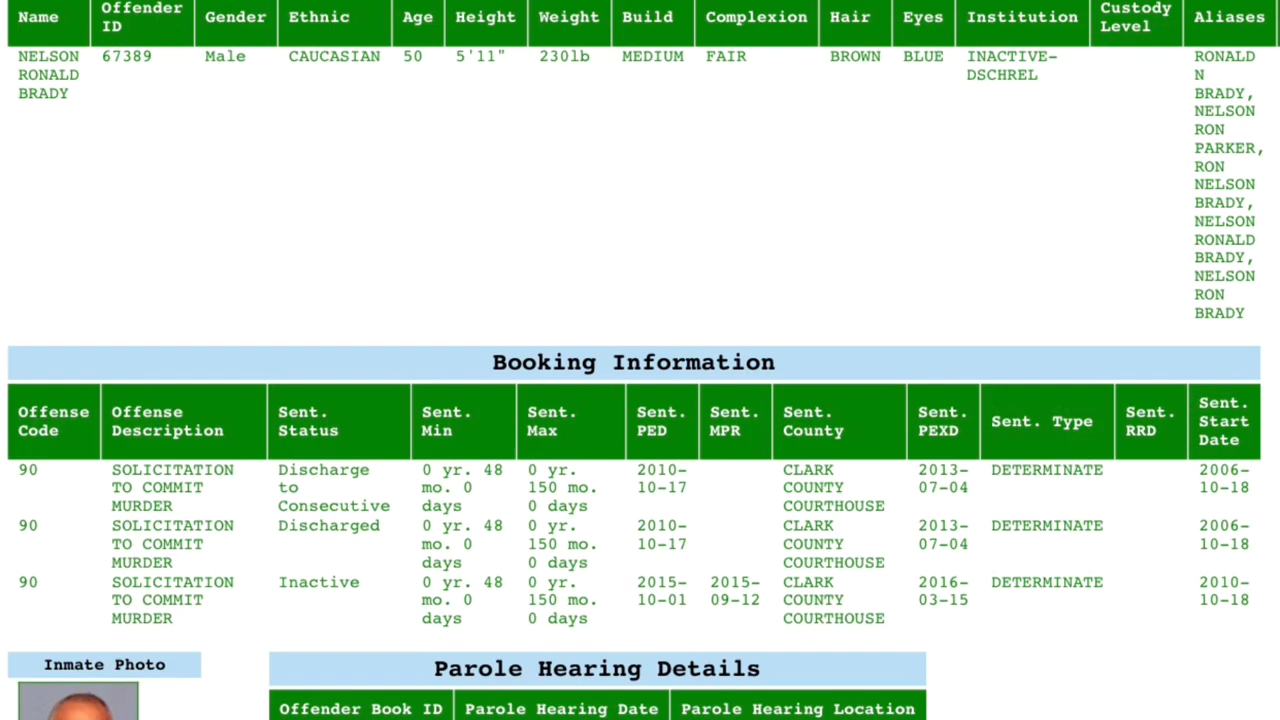 Name Offender ID Gender Ethnic Age Height Weight Build Complexion Hair Eyes Institution Custody Level Aliases
NELSON RONALD BRADY 67389 Male CAUCASIAN 50 5'11" 230lb MEDIUM FAIR BROWN BLUE INACTIVE-DSCHREL RONALD N BRADY, NELSON RON PARKER, RON NELSON BRADY, NELSON RONALD BRADY, NELSON RON BRADY
Booking Information
Offense Code Offense Description Sent. Status Sent. Min Sent. Max Sent. PED Sent. MPR Sent. County Sent. PEXD Sent. Type Sent. RRD Sent. Start Date
90 SOLICITATION TO COMMIT MURDER Discharge to Consecutive 0 yr. 48 mo. 0 days 0 yr. 150 mo. 0 days 2010-10-17 CLARK COUNTY COURTHOUSE 2013-07-04 DETERMINATE 2006-10-18
90 SOLICITATION TO COMMIT MURDER Discharged 0 yr. 48 mo. 0 days 0 yr. 150 mo. 0 days 2010-10-17 CLARK COUNTY COURTHOUSE 2013-07-04 DETERMINATE 2006-10-18
90 SOLICITATION TO COMMIT MURDER Inactive 0 yr. 48 mo. 0 days 0 yr. 150 mo. 0 days 2015-10-01 2015-09-12 CLARK COUNTY COURTHOUSE 2016-03-15 DETERMINATE 2010-10-18
Inmate Photo
Parole Hearing Details
Offender Book ID Parole Hearing Date Parole Hearing Location